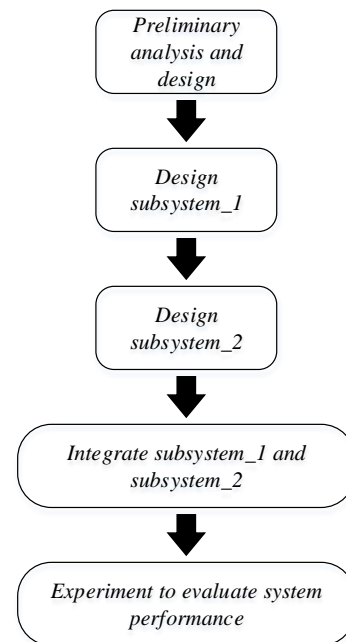 Preliminary
analysis and
design
Design
subsystem_1
Design
subsystem_2
Integrate subsystem_1 and
subsystem_2
Experiment to evaluate system
performance